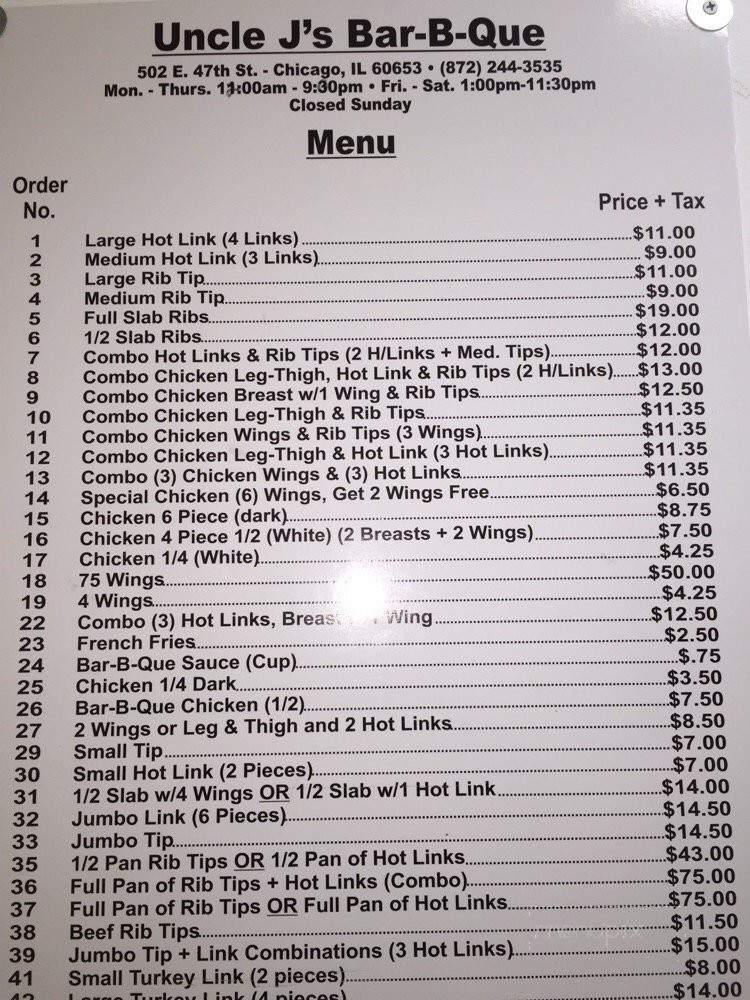 Uncle J's Bar-B-Que
502 E. 47th St. - Chicago, IL 60653 • (872) 244-3535
Mon. - Thurs. 11:00am - 9:30pm • Fri. - Sat. 1:00pm-11:30pm
Closed Sunday
Menu
Order
No.
Price + Tax
1 Large Hot Link (4 Links) $11.00
2 Medium Hot Link (3 Links) $9.00
3 Large Rib Tip $11.00
4 Medium Rib Tip $9.00
5 Full Slab Ribs $19.00
6 1/2 Slab Ribs $12.00
7 Combo Hot Links & Rib Tips (2 H/Links + Med. Tips) $12.00
8 Combo Chicken Leg-Thigh, Hot Link & Rib Tips (2 H/Links) $13.00
9 Combo Chicken Breast w/1 Wing & Rib Tips $12.50
10 Combo Chicken Leg-Thigh & Rib Tips $11.35
11 Combo Chicken Wings & Rib Tips (3 Wings) $11.35
12 Combo Chicken Leg-Thigh & Hot Link (3 Hot Links) $11.35
13 Combo (3) Chicken Wings & (3) Hot Links $11.35
14 Special Chicken (6) Wings, Get 2 Wings Free $6.50
15 Chicken 6 Piece (dark) $8.75
16 Chicken 4 Piece 1/2 (White) (2 Breasts + 2 Wings) $7.50
17 Chicken 1/4 (White) $4.25
18 75 Wings $50.00
19 4 Wings $4.25
22 Combo (3) Hot Links, Breast Wing $12.50
23 French Fries $2.50
24 Bar-B-Que Sauce (Cup) $.75
25 Chicken 1/4 Dark $3.50
26 Bar-B-Que Chicken (1/2) $7.50
27 2 Wings or Leg & Thigh and 2 Hot Links $8.50
29 Small Tip $7.00
30 Small Hot Link (2 Pieces) $7.00
31 1/2 Slab w/4 Wings OR 1/2 Slab w/1 Hot Link $14.00
32 Jumbo Link (6 Pieces) $14.50
33 Jumbo Tip $14.50
35 1/2 Pan Rib Tips OR 1/2 Pan of Hot Links $43.00
36 Full Pan of Rib Tips + Hot Links (Combo) $75.00
37 Full Pan of Rib Tips OR Full Pan of Hot Links $75.00
38 Beef Rib Tips $11.50
39 Jumbo Tip + Link Combinations (3 Hot Links) $15.00
41 Small Turkey Link (2 pieces) $8.00
42 Large Turkey Link (4 pieces) $14.00